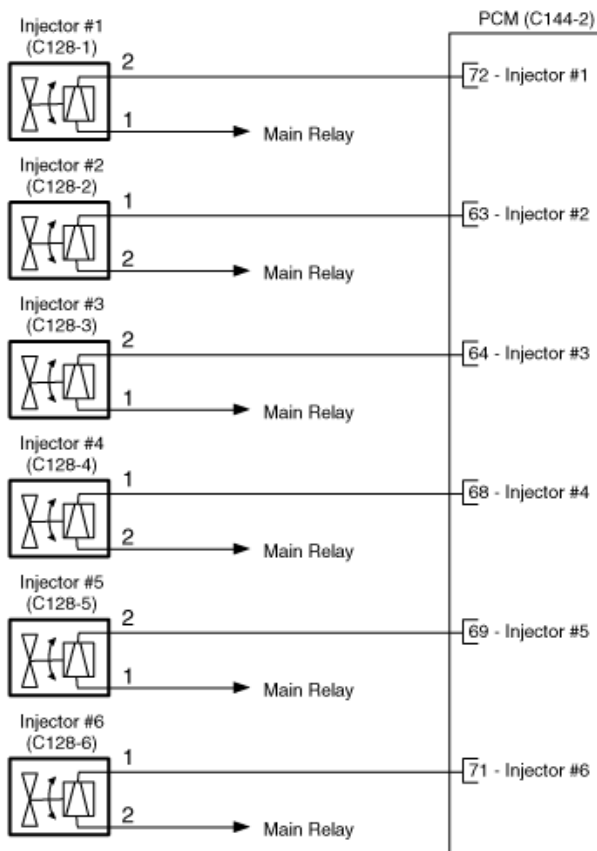 PCM (C144-2)
Injector #1
(C128-1)
2
72 - Injector #1
1
Main Relay
Injector #2
(C128-2)
1
63 - Injector #2
2
Main Relay
Injector #3
(C128-3)
2
64 - Injector #3
1
Main Relay
Injector #4
(C128-4)
1
68 - Injector #4
2
Main Relay
Injector #5
(C128-5)
2
69 - Injector #5
1
Main Relay
Injector #6
(C128-6)
1
71 - Injector #6
2
Main Relay